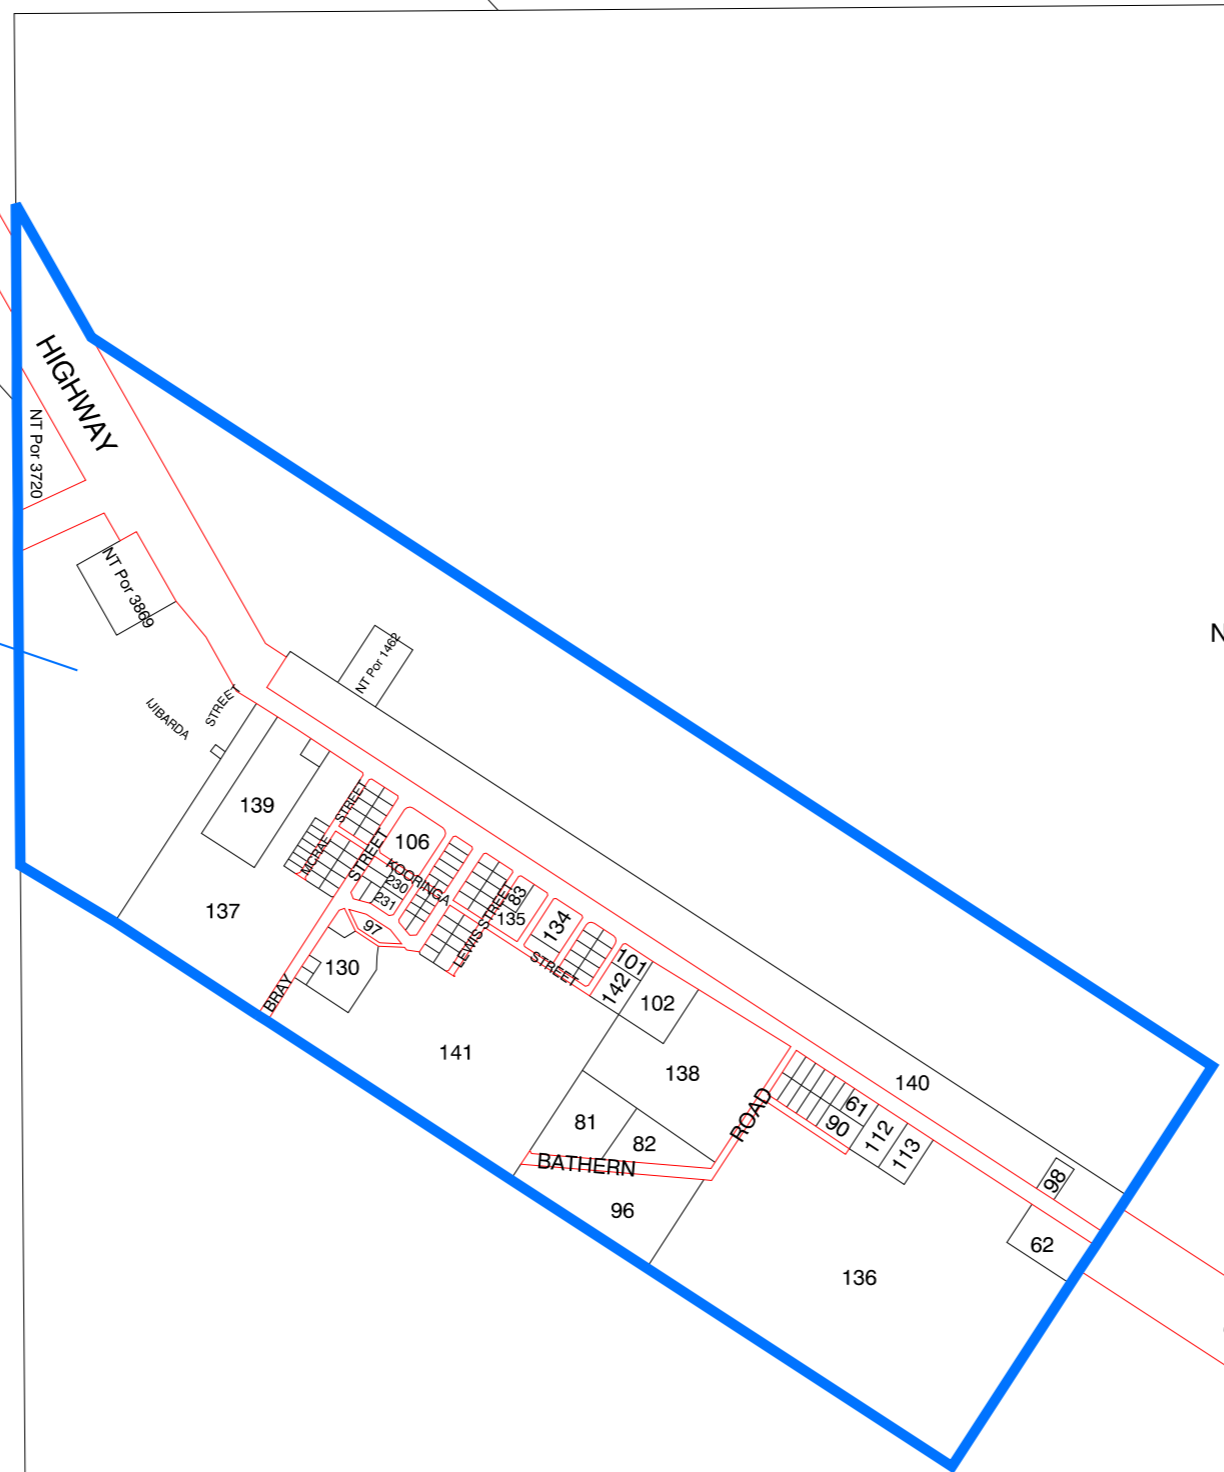 HIGHWAY
NT Por 3720
NT Por 3869
N
NT Por 1462
IJIBARDA
STREET
139
STREET
MCRAE
106
STREET
KOORINGA
230
231
83
135
LEWIS STREET
134
137
97
130
STREET
101
142
102
BRAY
141
138
140
61
90
112
113
ROAD
81
82
BATHERN
98
96
62
136